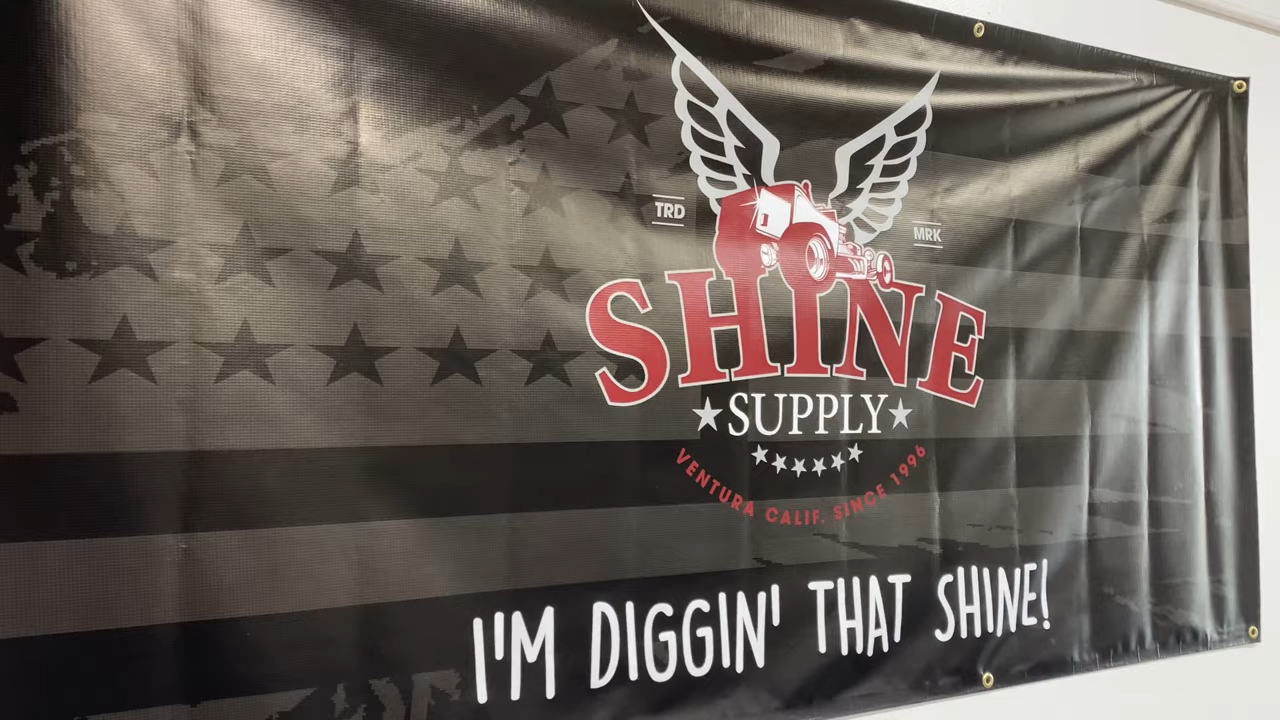 TRD
MRK
SHINE
SUPPLY
VENTURA CALIF. SINCE 1996
I'M DIGGIN' THAT SHINE!